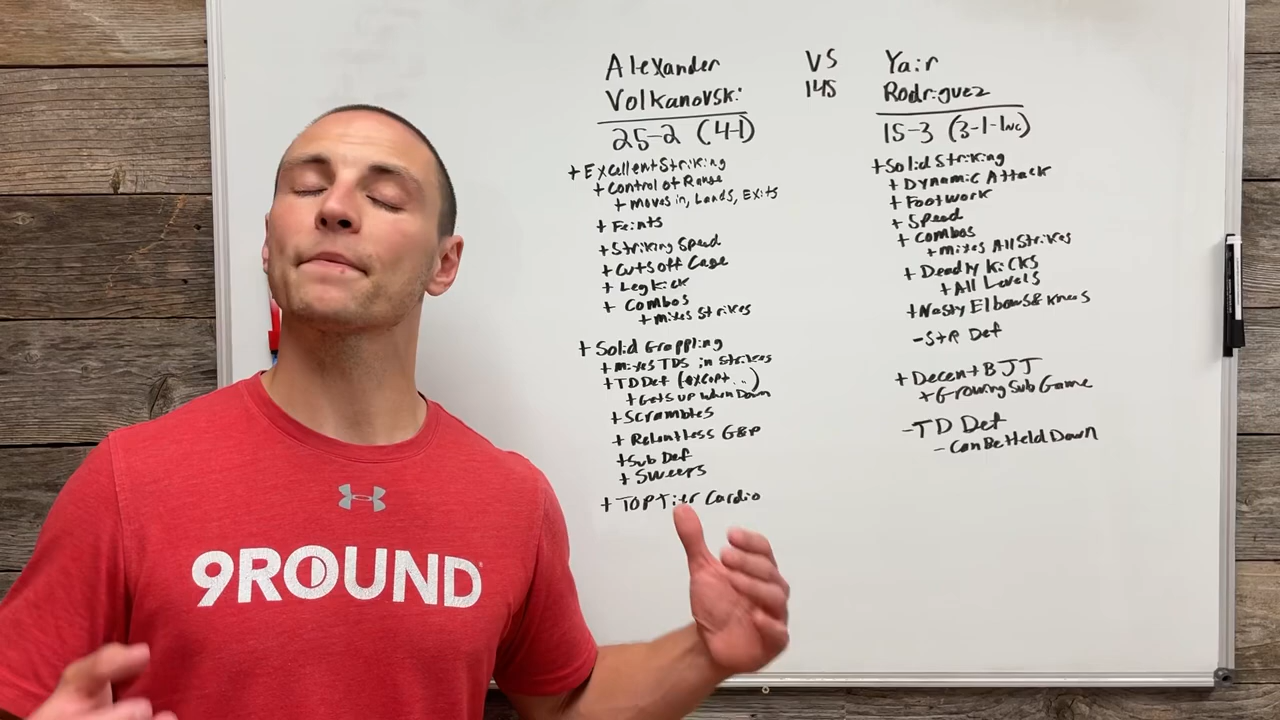 Alexander
Volkanovski
25-2 (4-1)
+ Excellent Striking
+ Control of Range
+ Moves in, Lands, Exits
+ Feints
+ Striking Speed
+ Cuts off Cage
+ Leg kick
+ Combos
+ Mixes Strikes
+ Solid Grappling
+ Mixes TDS in Strikes
+ TD Def (except...)
+ Gets up when Down
+ Scrambles
+ Relentless G&P
+ Sub Def
+ Sweeps
+ Top Tier Cardio
VS
145
Yair
Rodriguez
15-3 (3-1-1NC)
+ Solid Striking
+ Dynamic Attack
+ Footwork
+ Speed
+ Combos
+ Mixes All Strikes
+ Deadly Kicks
+ All Levels
+ Nasty Elbows & Knees
- STR Def
+ Decent BJJ
+ Growing Sub Game
- TD Def
- Can Be Held Down
9ROUND